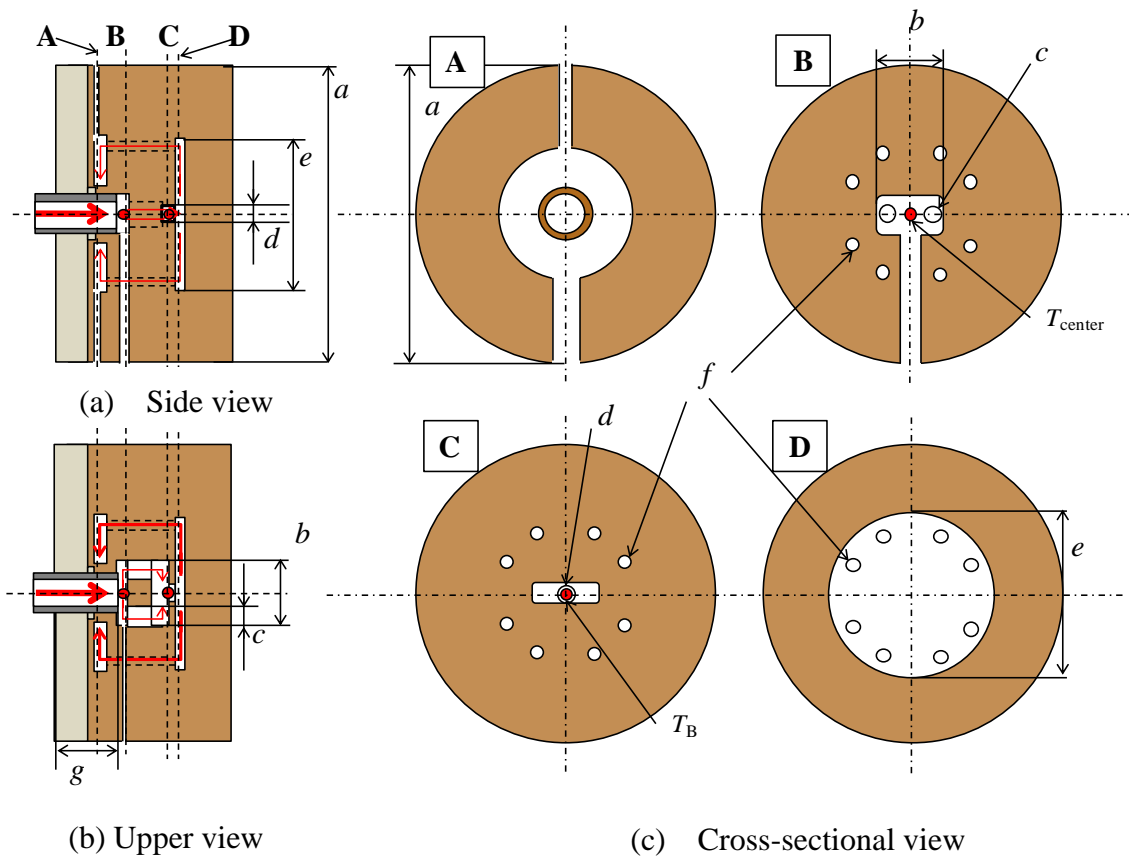 A B C D
a
e
d
(a) Side view
b
c
g
(b) Upper view
A
a
B
b
c
T_center
f
C
d
T_B
D
e
(c) Cross-sectional view